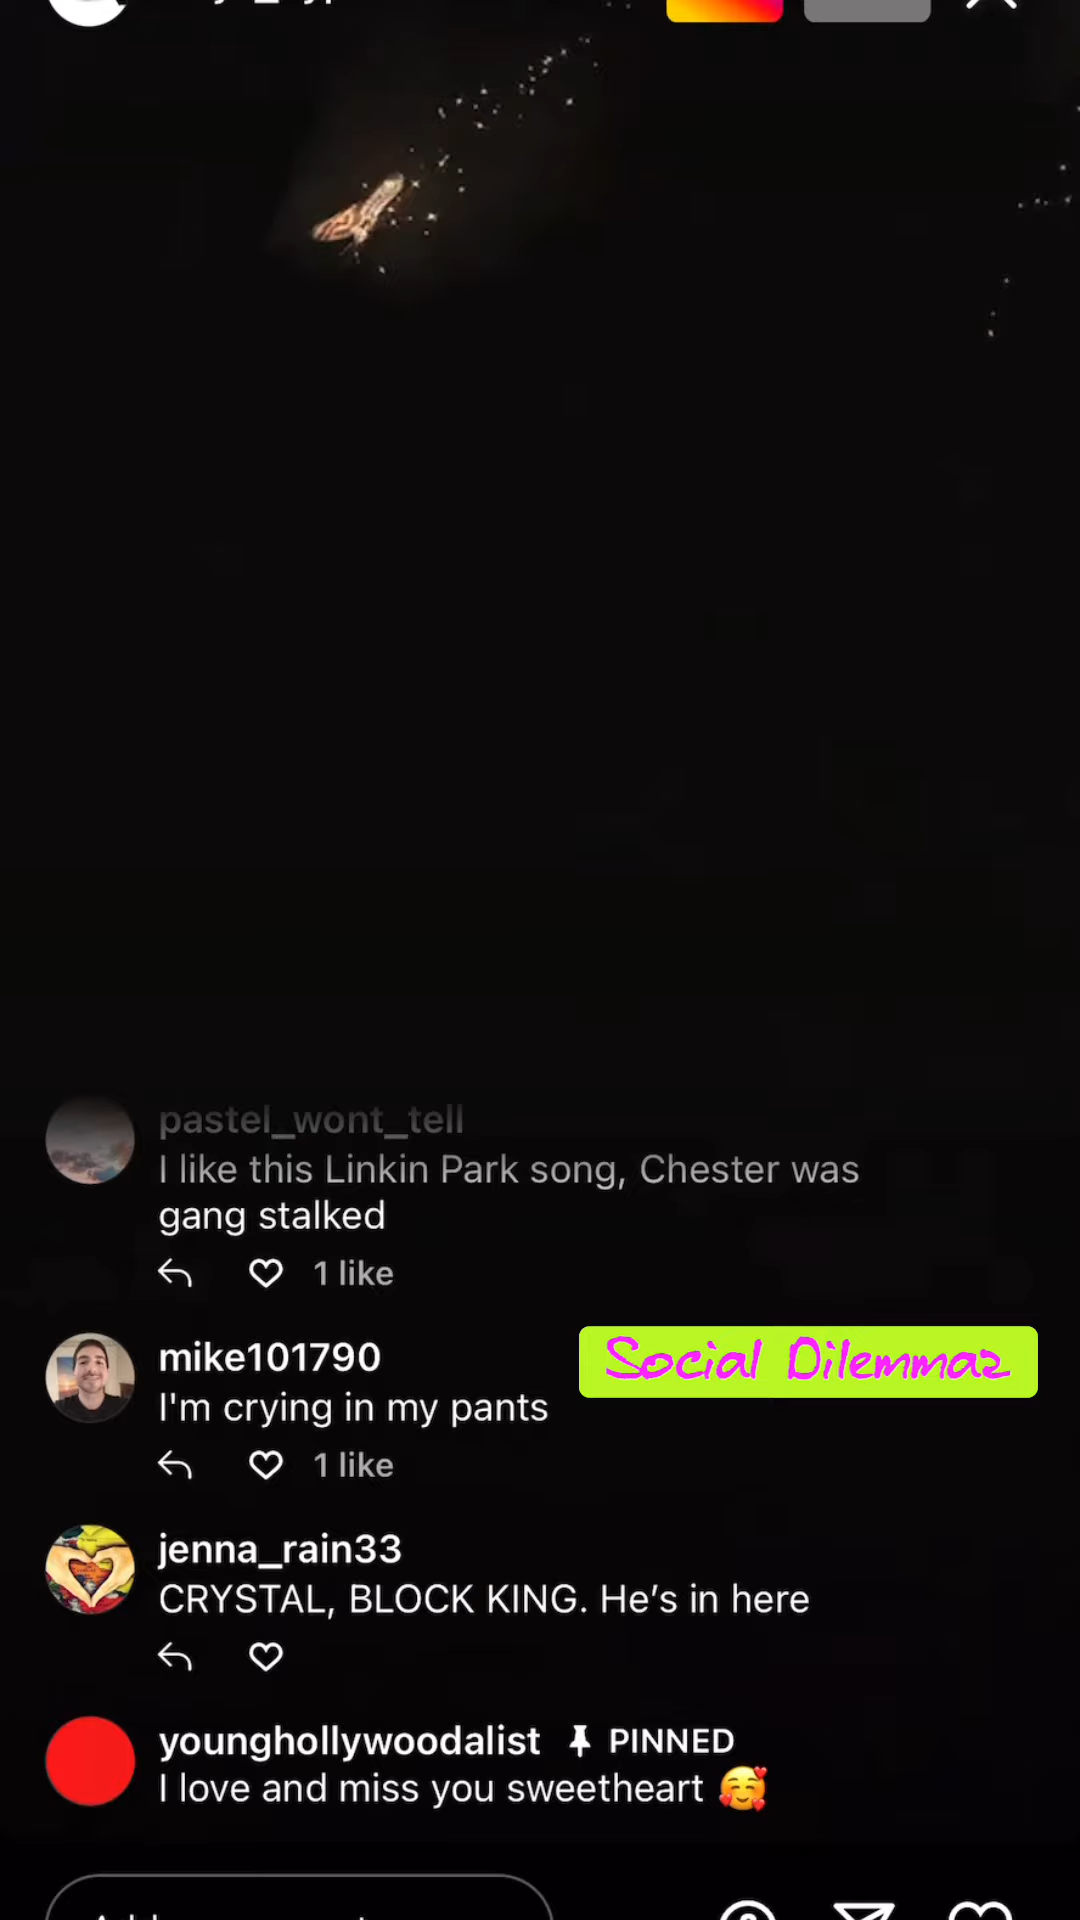 pastel_wont_tell
I like this Linkin Park song, Chester was
gang stalked
1 like
mike101790
Social Dilemmaz
I'm crying in my pants
1 like
jenna_rain33
CRYSTAL, BLOCK KING. He’s in here
younghollywoodalist PINNED
I love and miss you sweetheart 🥰